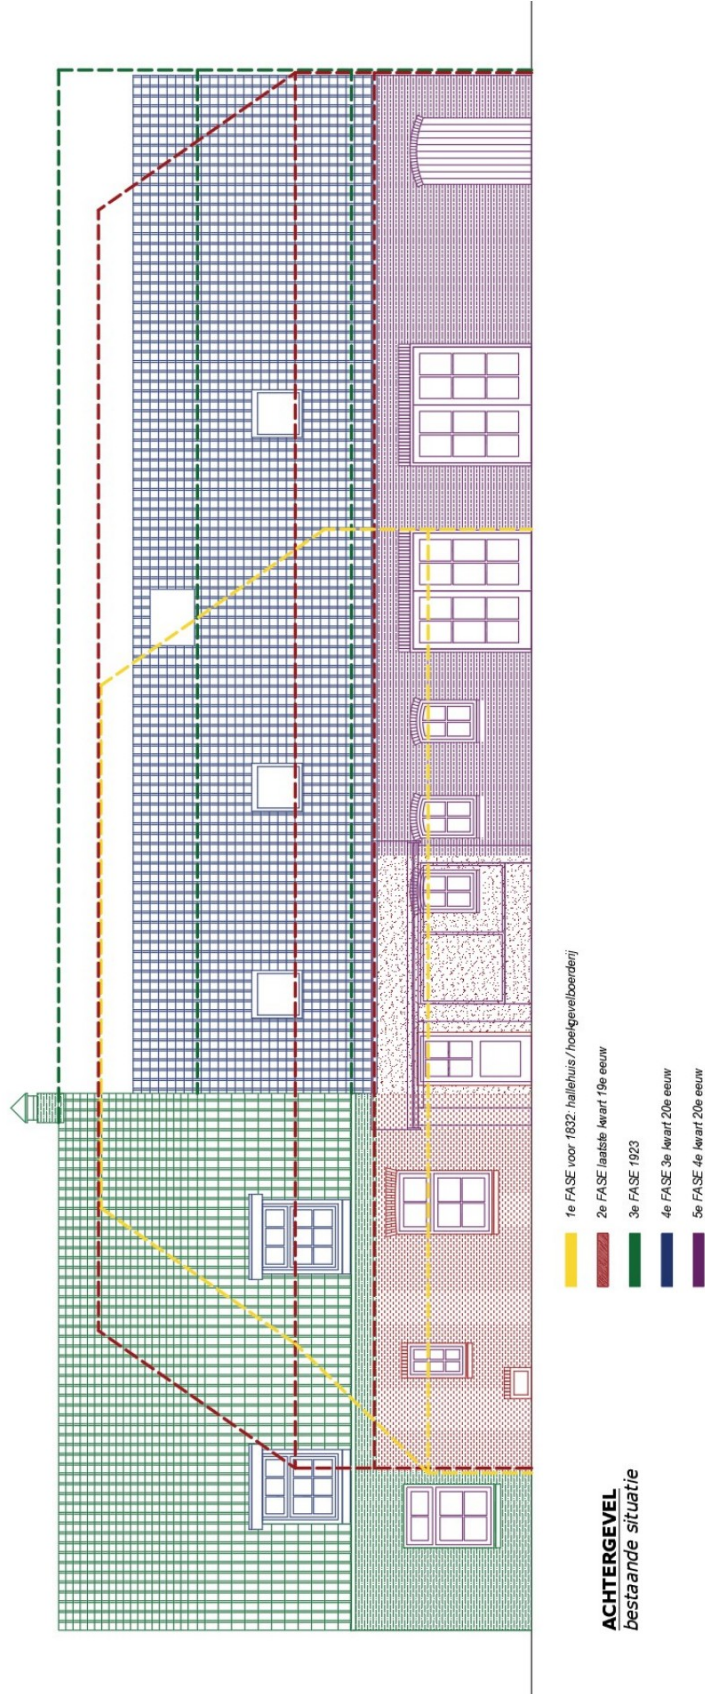 1e FASE voor 1832: hallehuis / hoekgevelboerderij
2e FASE laatste kwart 19e eeuw
3e FASE 1923
4e FASE 3e kwart 20e eeuw
5e FASE 4e kwart 20e eeuw
ACHTERGEVEL
bestaande situatie